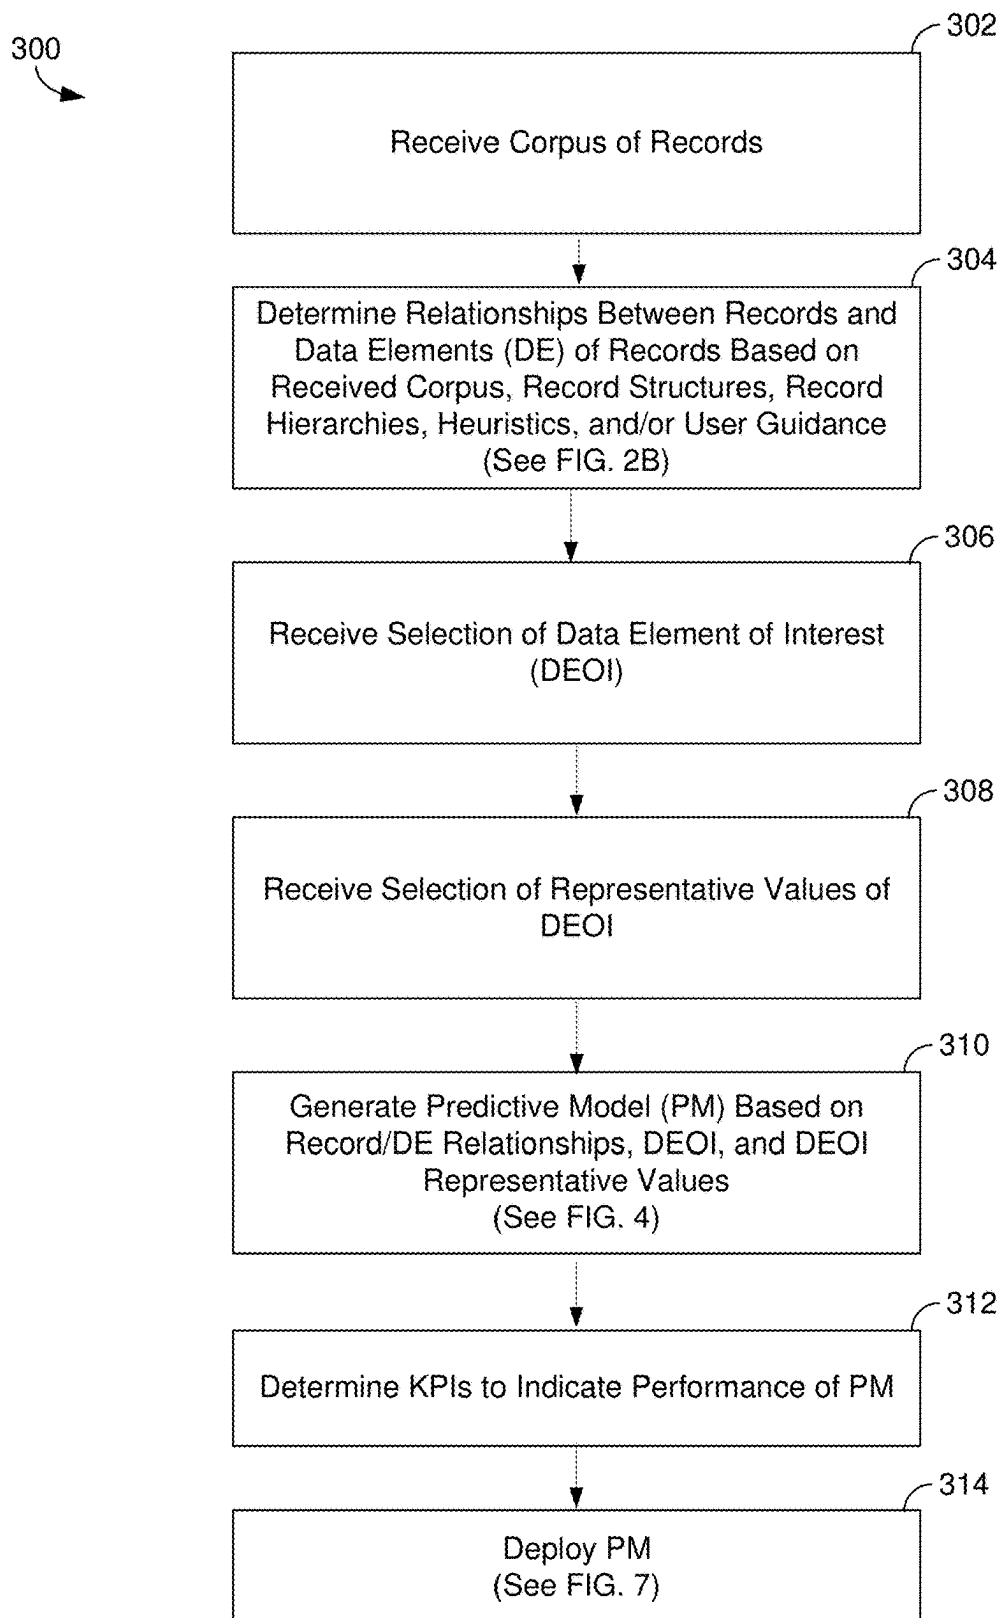 300
302
Receive Corpus of Records
304
Determine Relationships Between Records and
Data Elements (DE) of Records Based on
Received Corpus, Record Structures, Record
Hierarchies, Heuristics, and/or User Guidance
(See FIG. 2B)
306
Receive Selection of Data Element of Interest
(DEOI)
308
Receive Selection of Representative Values of
DEOI
310
Generate Predictive Model (PM) Based on
Record/DE Relationships, DEOI, and DEOI
Representative Values
(See FIG. 4)
312
Determine KPIs to Indicate Performance of PM
314
Deploy PM
(See FIG. 7)